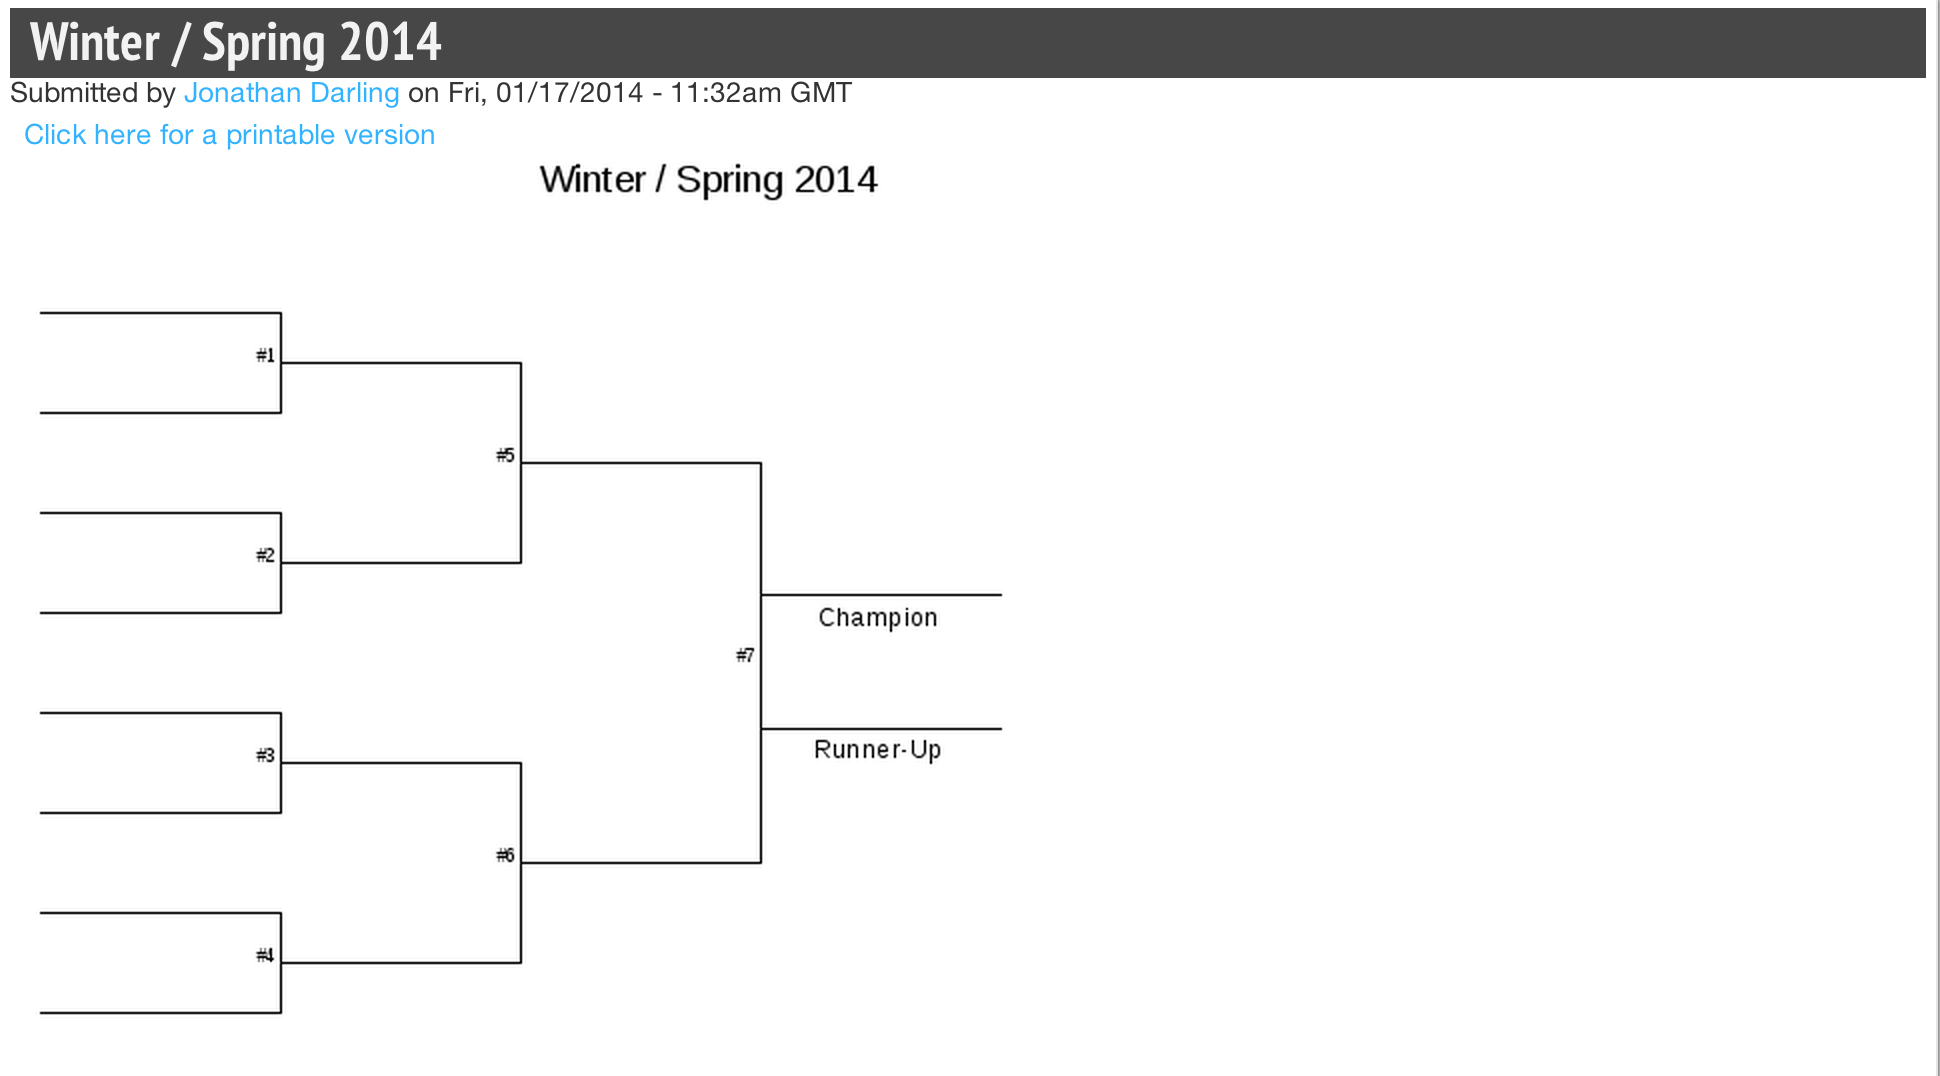 Winter / Spring 2014
Submitted by Jonathan Darling on Fri, 01/17/2014 - 11:32am GMT
Click here for a printable version
Winter / Spring 2014
#1
#5
#2
Champion
#7
Runner-Up
#3
#6
#4